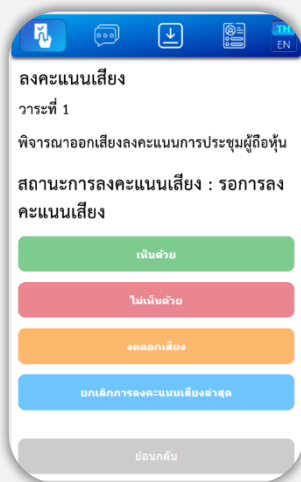 TH
EN
ลงคะแนนเสียง
วาระที่ 1
พิจารณาออกเสียงลงคะแนนการประชุมผู้ถือหุ้น
สถานะการลงคะแนนเสียง : รอการลง
คะแนนเสียง
เห็นด้วย
ไม่เห็นด้วย
งดออกเสียง
ยกเลิกการลงคะแนนเสียงล่าสุด
ย้อนกลับ